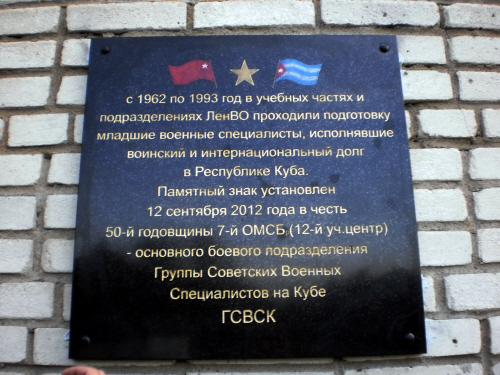 с 1962 по 1993 год в учебных частях и
подразделениях ЛенВО проходили подготовку
младшие военные специалисты, исполнявшие
воинский и интернациональный долг
в Республике Куба.
Памятный знак установлен
12 сентября 2012 года в честь
50-й годовщины 7-й ОМСБ (12-й уч.центр)
- основного боевого подразделения
Группы Советских Военных
Специалистов на Кубе
ГСВСК